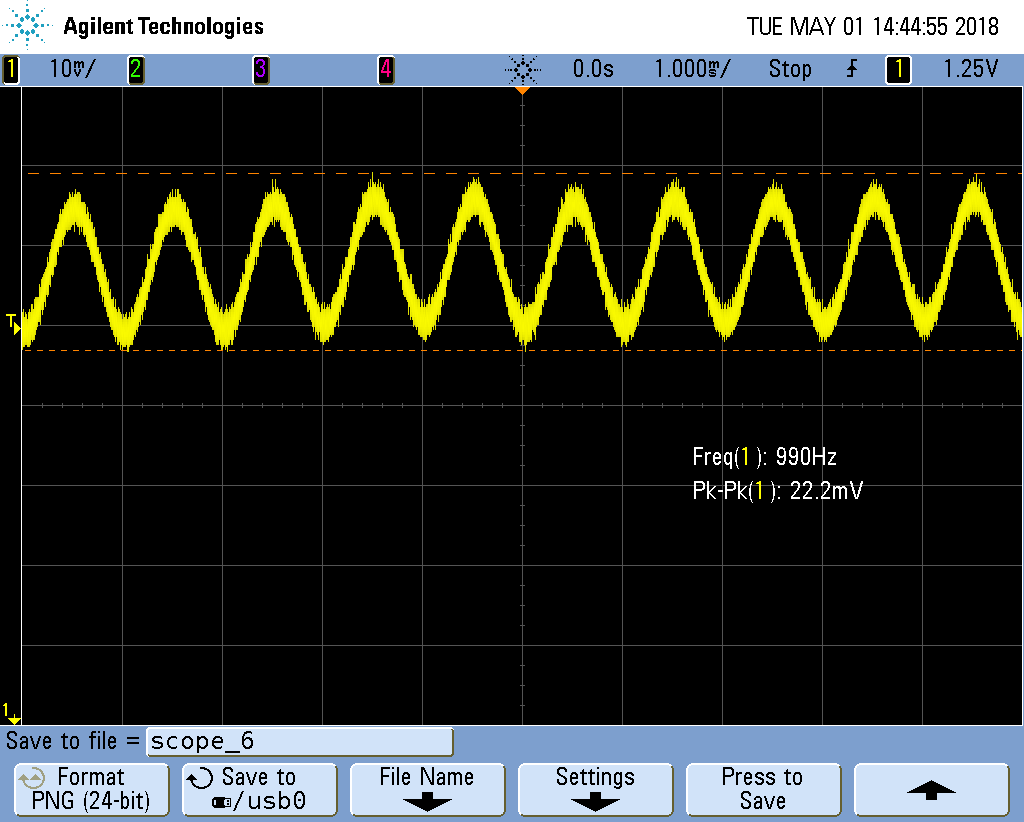 Agilent Technologies
TUE MAY 01 14:44:55 2018
1 10mV/ 2 3 4 0.0s 1.000ms/ Stop 1 1.25V
T
Freq(1): 990Hz
Pk-Pk(1): 22.2mV
1
Save to file = scope_6
Format
PNG (24-bit)
Save to
/usb0
File Name
Settings
Press to
Save